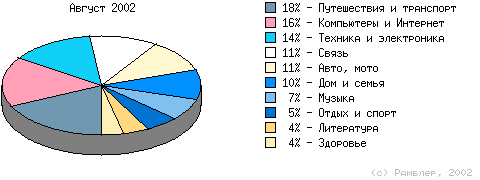 Август 2002
18% - Путешествия и транспорт
16% - Компьютеры и Интернет
14% - Техника и электроника
11% - Связь
11% - Авто, мото
10% - Дом и семья
7% - Музыка
5% - Отдых и спорт
4% - Литература
4% - Здоровье
(c) Рамблер, 2002